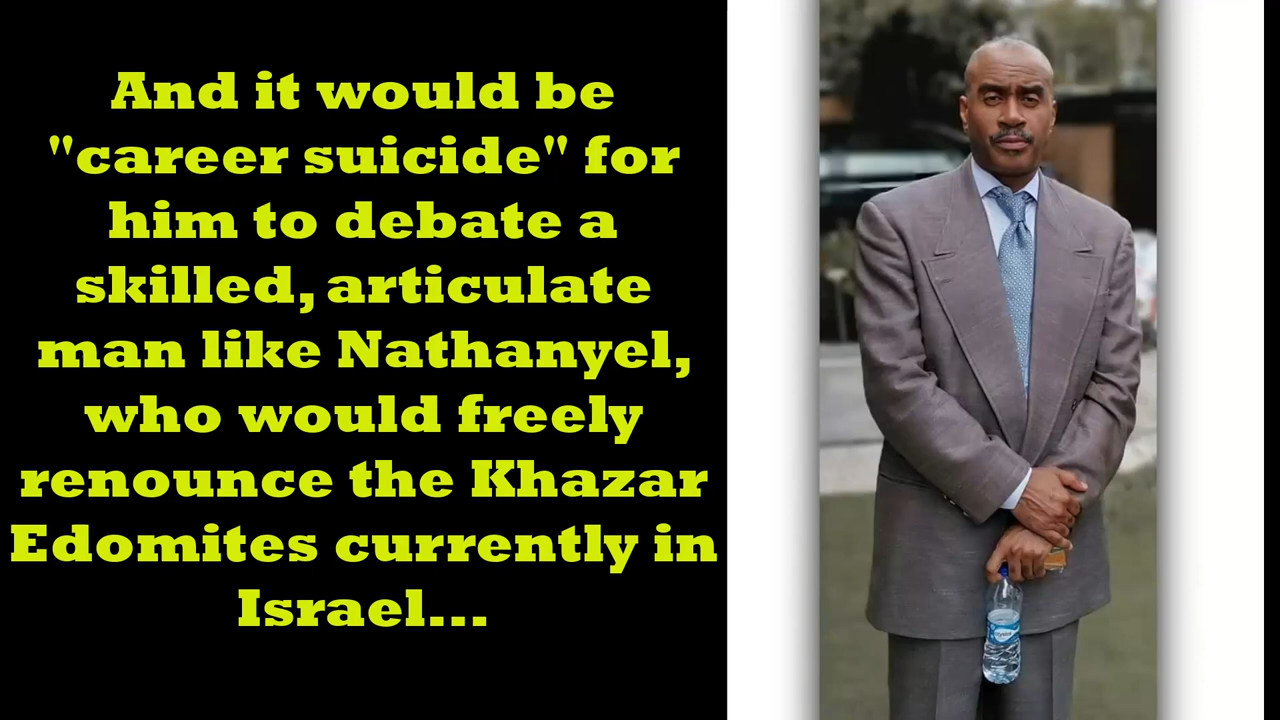 And it would be
"career suicide" for
him to debate a
skilled, articulate
man like Nathanyel,
who would freely
renounce the Khazar
Edomites currently in
Israel...